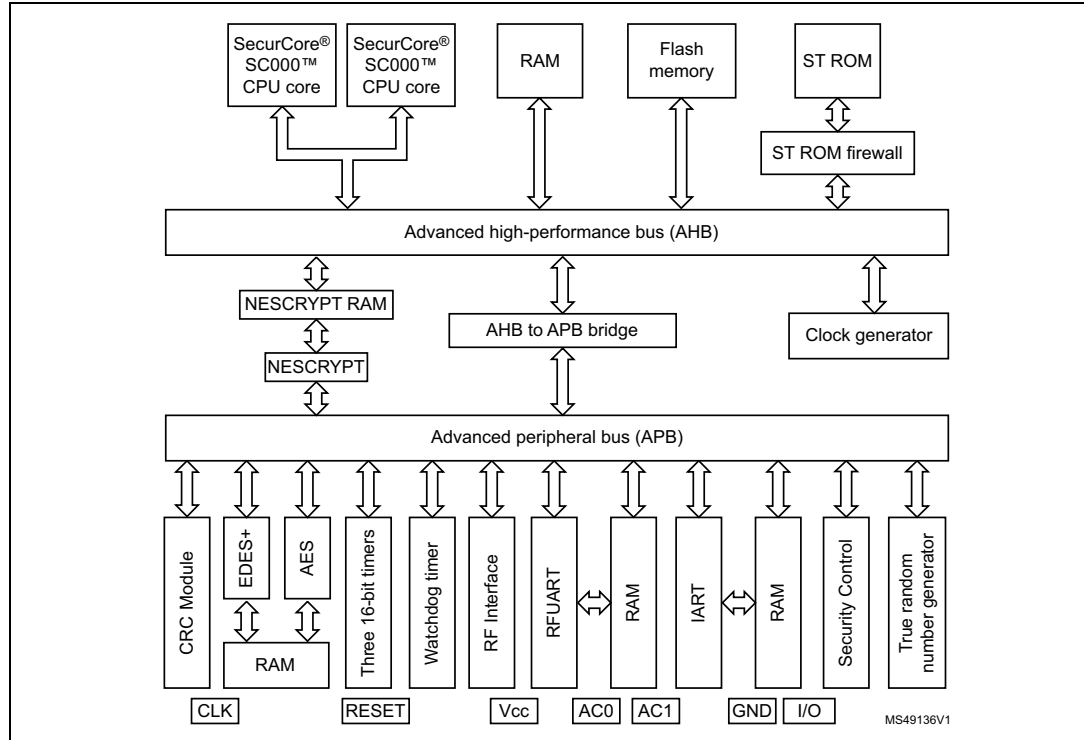 SecurCore®
SC000™
CPU core
SecurCore®
SC000™
CPU core
RAM
Flash
memory
ST ROM
ST ROM firewall
Advanced high-performance bus (AHB)
NESCRYPT RAM
AHB to APB bridge
Clock generator
NESCRYPT
Advanced peripheral bus (APB)
CRC Module
EDES+
AES
RAM
Three 16-bit timers
Watchdog timer
RF Interface
RFUART
RAM
IART
RAM
Security Control
True random
number generator
CLK
RESET
Vcc
AC0
AC1
GND
I/O
MS49136V1